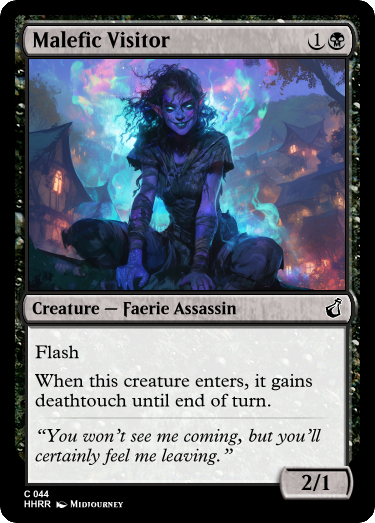 Malefic Visitor 1
Creature — Faerie Assassin
Flash
When this creature enters, it gains
deathtouch until end of turn.
“You won’t see me coming, but you’ll
certainly feel me leaving.”
2/1
C 044
HHRR Midjourney